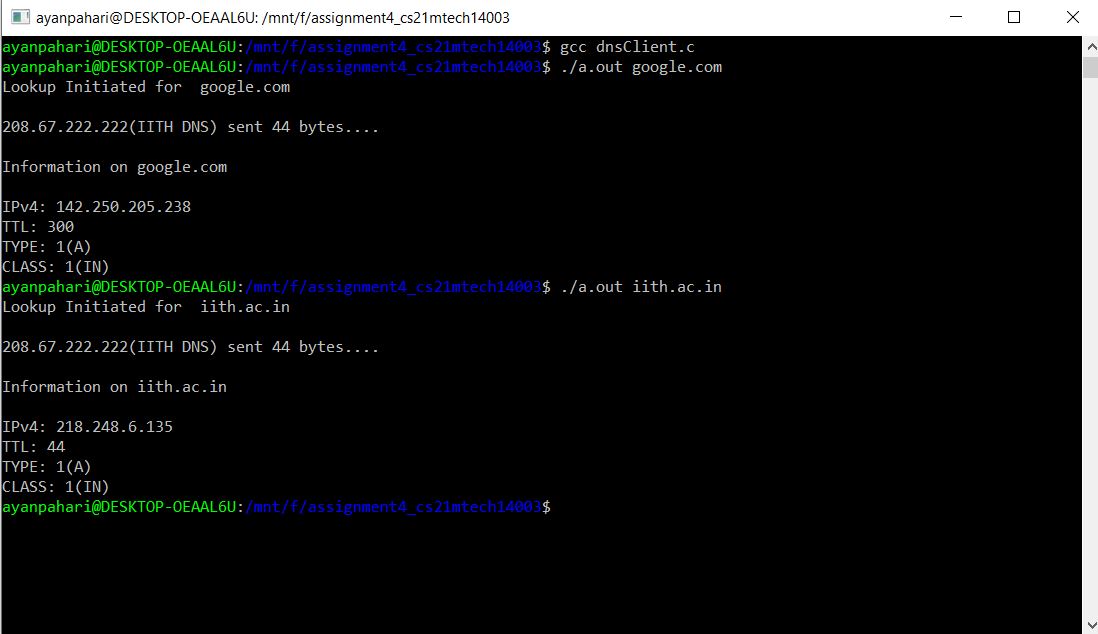 ayanpahari@DESKTOP-OEAAL6U: /mnt/f/assignment4_cs21mtech14003
ayanpahari@DESKTOP-OEAAL6U:/mnt/f/assignment4_cs21mtech14003$ gcc dnsClient.c
ayanpahari@DESKTOP-OEAAL6U:/mnt/f/assignment4_cs21mtech14003$ ./a.out google.com
Lookup Initiated for  google.com
208.67.222.222(IITH DNS) sent 44 bytes....
Information on google.com
IPv4: 142.250.205.238
TTL: 300
TYPE: 1(A)
CLASS: 1(IN)
ayanpahari@DESKTOP-OEAAL6U:/mnt/f/assignment4_cs21mtech14003$ ./a.out iith.ac.in
Lookup Initiated for  iith.ac.in
208.67.222.222(IITH DNS) sent 44 bytes....
Information on iith.ac.in
IPv4: 218.248.6.135
TTL: 44
TYPE: 1(A)
CLASS: 1(IN)
ayanpahari@DESKTOP-OEAAL6U:/mnt/f/assignment4_cs21mtech14003$